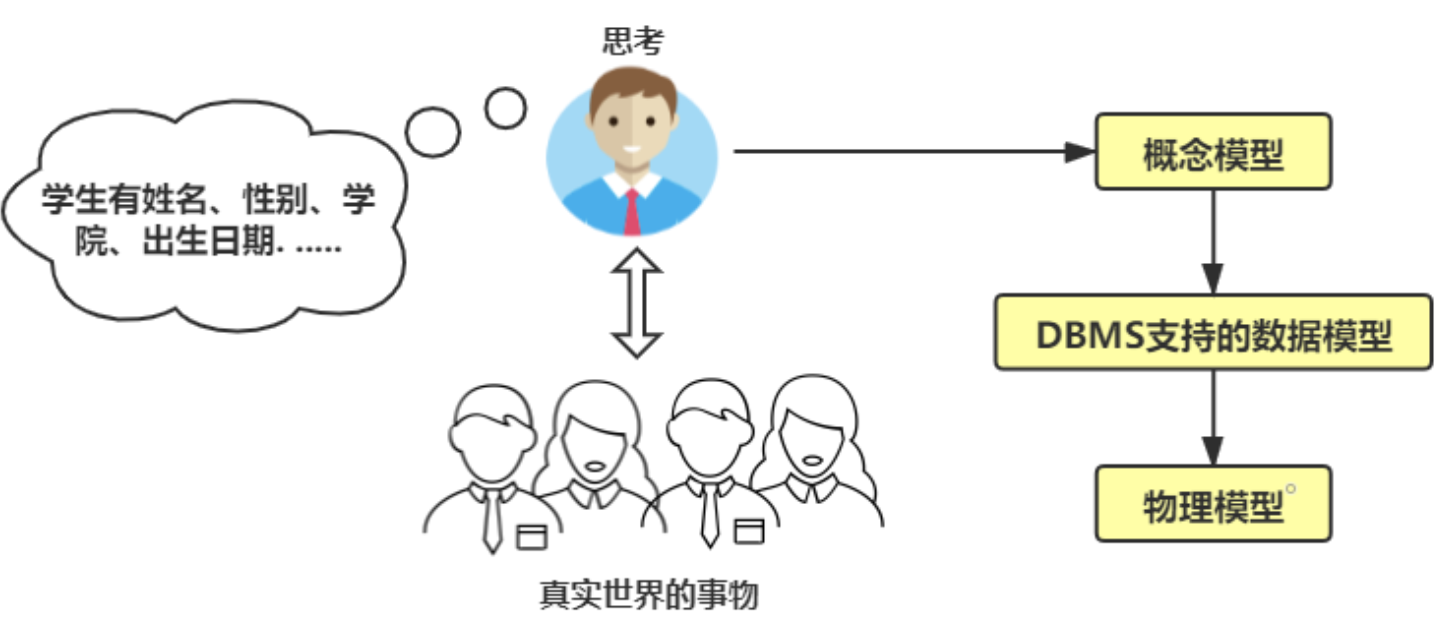 思考
学生有姓名、性别、学
院、出生日期. .....
概念模型
DBMS支持的数据模型
物理模型
真实世界的事物